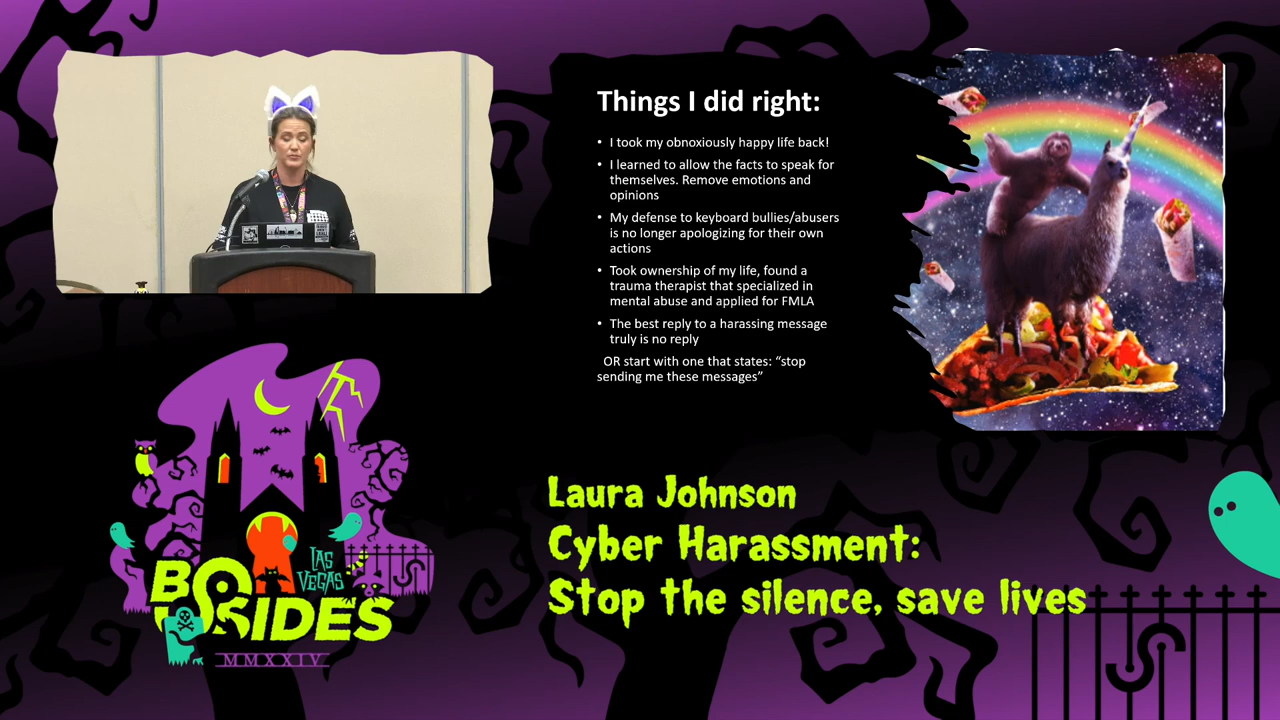 Things I did right:
• I took my obnoxiously happy life back!
• I learned to allow the facts to speak for
themselves. Remove emotions and
opinions
• My defense to keyboard bullies/abusers
is no longer apologizing for their own
actions
• Took ownership of my life, found a
trauma therapist that specialized in
mental abuse and applied for FMLA
• The best reply to a harassing message
truly is no reply
OR start with one that states: “stop
sending me these messages”
LAS
VEGAS
BSIDES
MMXXIV
Laura Johnson
Cyber Harassment:
Stop the silence, save lives